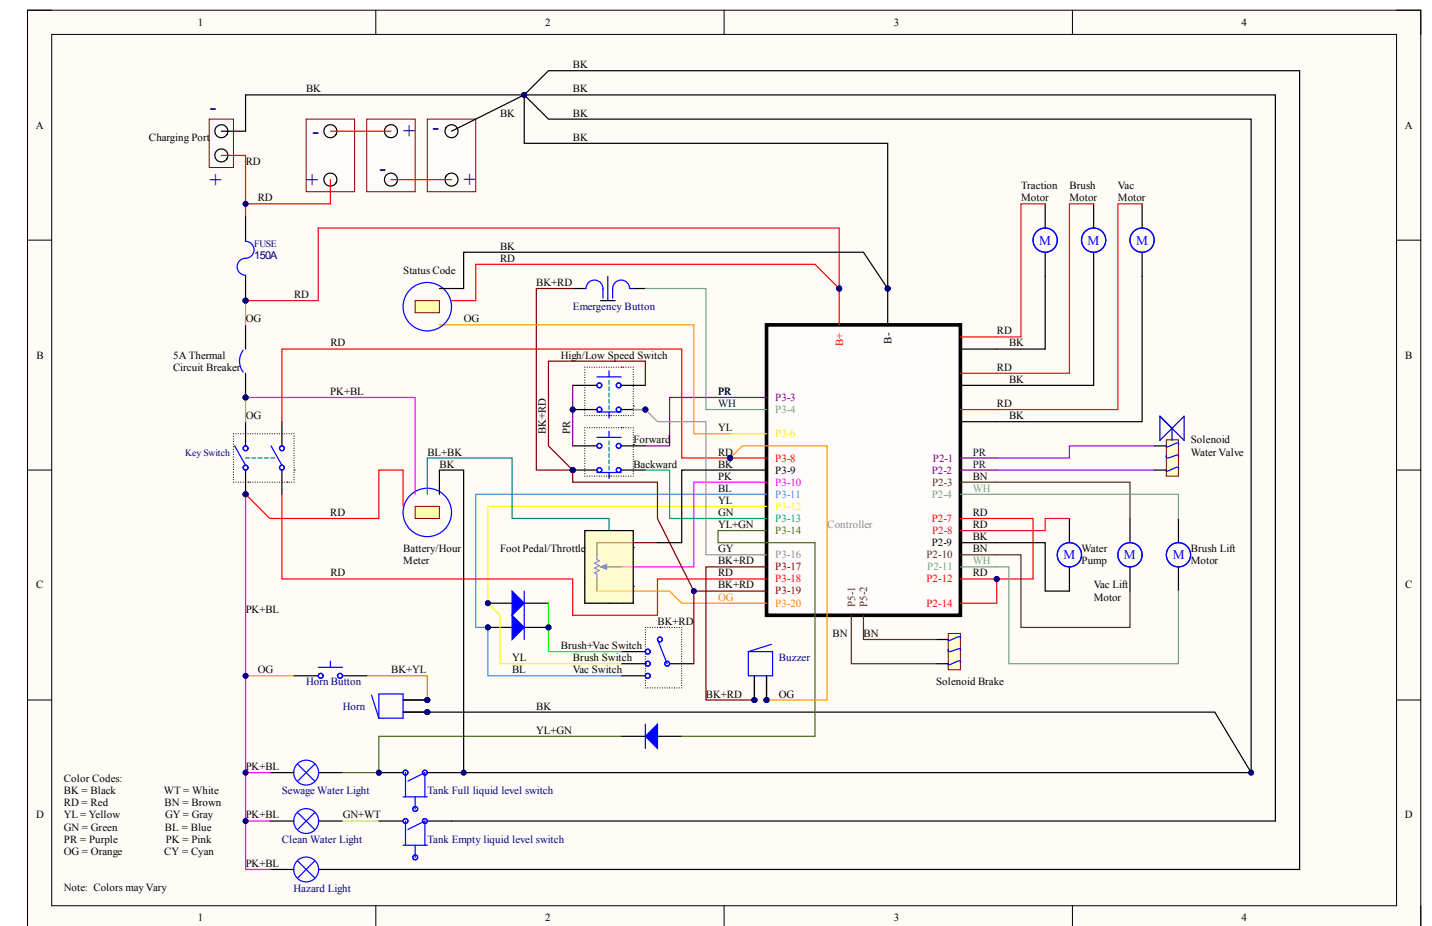 1 2 3 4
BK
BK BK
BK
BK
BK
A A
- - + -
Charging Port
RD
+ + - +
RD
Traction Motor
Brush Motor
Vac Motor
FUSE
150A
M M M
BK
RD
Status Code
BK+RD
RD
Emergency Button
OG OG
B+ B-
RD
BK
RD
B B
5A Thermal
Circuit Breaker
High/Low Speed Switch
RD
BK
PK+BL
PR P3-3
WH P3-4
RD
BK
OG
BK+RD
PR
YL P3-6
Key Switch
Forward
Solenoid
Water Valve
BL+BK
RD P3-8
P2-1 PR
BK
Backward
BK P3-9
P2-2 PR
PK P3-10
P2-3 BN
BL P3-11
P2-4 WH
YL P3-12
RD
GN P3-13
P2-7 RD
YL+GN P3-14
Controller
P2-8 RD
P2-9 BK
Battery/Hour
Meter
Foot Pedal/Throttle
GY P3-16
P2-10 BN
M Water Pump
M
M Brush Lift
Motor
BK+RD P3-17
P2-11 WH
RD
RD P3-18
P2-12 RD
C C
BK+RD P3-19
Vac Lift
Motor
OG P3-20
P5-1
P5-2
P2-14
PK+BL
BK+RD
BN BN
Brush+Vac Switch
YL Brush Switch
BL Vac Switch
Buzzer
OG BK+YL
Horn Button
Solenoid Brake
BK+RD OG
Horn
BK
YL+GN
PK+BL
Sewage Water Light
Tank Full liquid level switch
Color Codes:
BK = Black WT = White
RD = Red BN = Brown
YL = Yellow GY = Gray
GN = Green BL = Blue
PR = Purple PK = Pink
OG = Orange CY = Cyan
D D
PK+BL GN+WT
Clean Water Light
Tank Empty liquid level switch
PK+BL
Hazard Light
Note: Colors may Vary
1 2 3 4